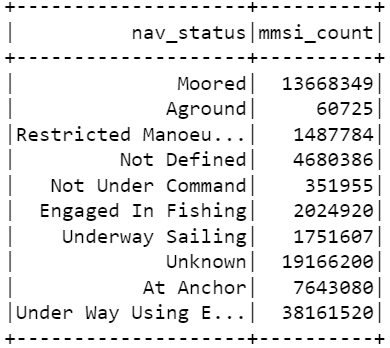 +--------------------+----------+
|          nav_status|mmsi_count|
+--------------------+----------+
|              Moored|  13668349|
|             Aground|     60725|
|Restricted Manoeu...|   1487784|
|         Not Defined|   4680386|
|   Not Under Command|    351955|
|  Engaged In Fishing|   2024920|
|    Underway Sailing|   1751607|
|             Unknown|  19166200|
|           At Anchor|   7643080|
|Under Way Using E...|  38161520|
+--------------------+----------+